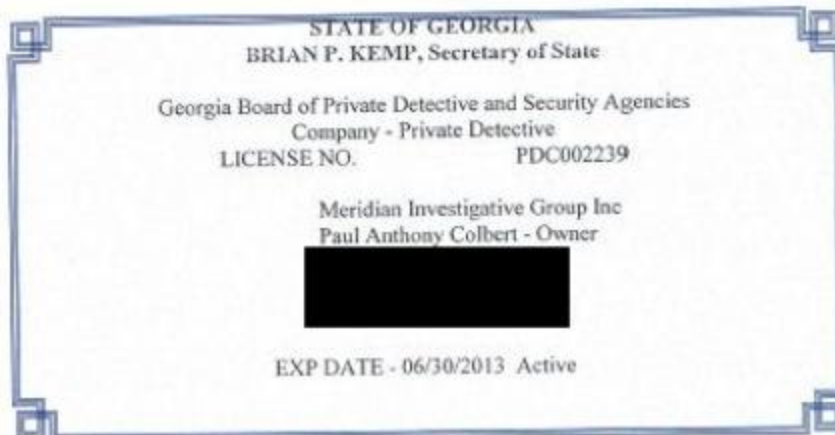 STATE OF GEORGIA
BRIAN P. KEMP, Secretary of State
Georgia Board of Private Detective and Security Agencies
Company - Private Detective
LICENSE NO. PDC002239
Meridian Investigative Group Inc
Paul Anthony Colbert - Owner
EXP DATE - 06/30/2013 Active